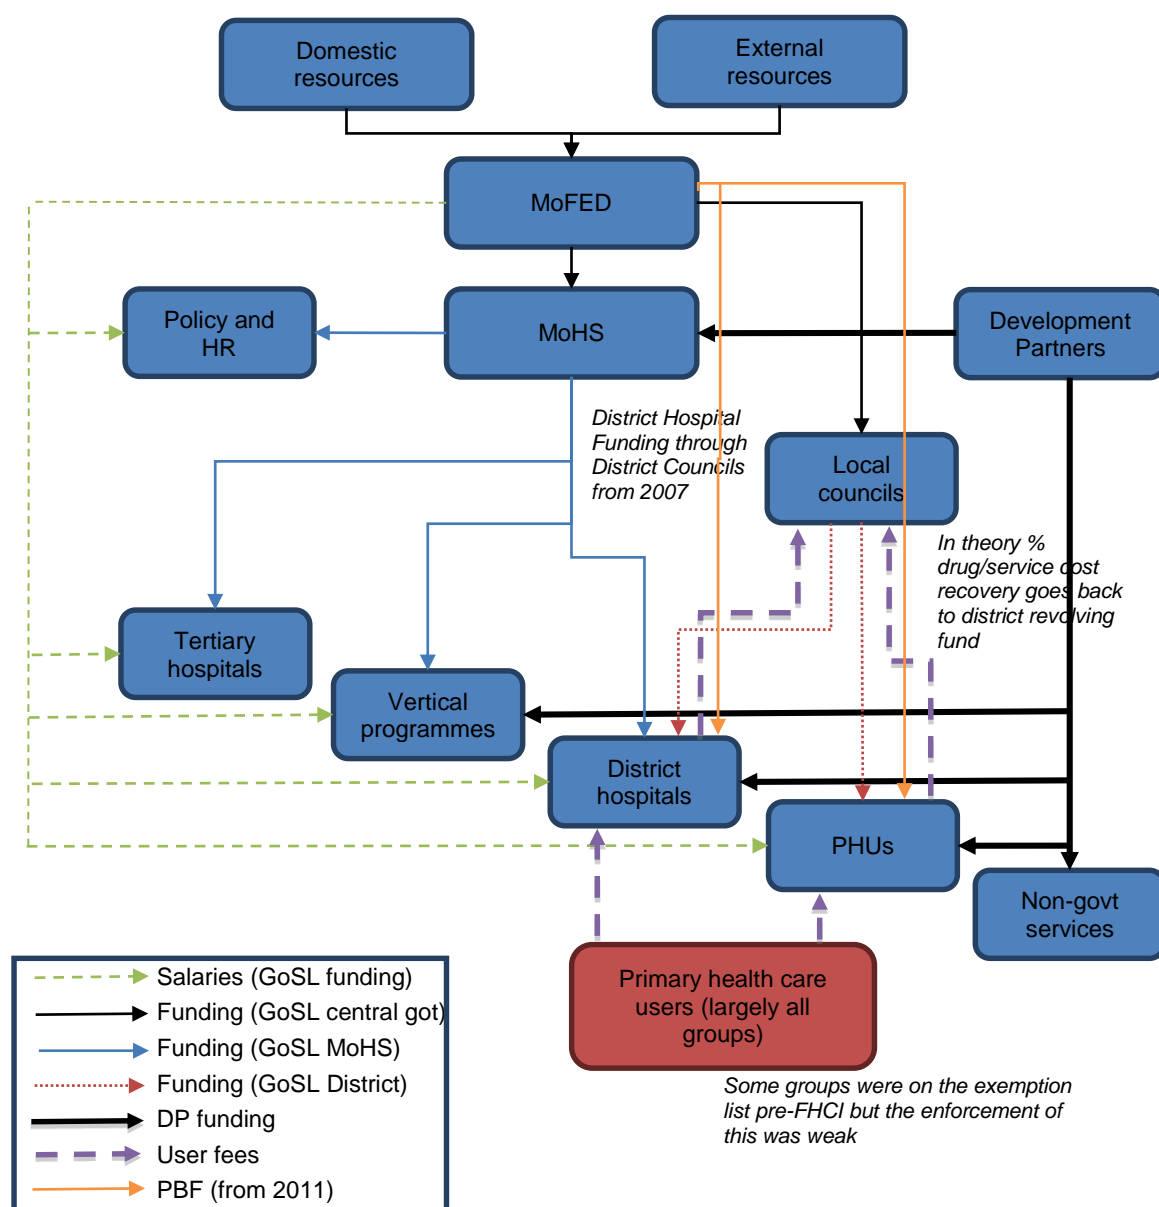 Domestic
resources
External
resources
MoFED
Policy and
HR
MoHS
Development
Partners
District Hospital
Funding through
District Councils
from 2007
Local
councils
In theory %
drug/service cost
recovery goes back
to district revolving
fund
Tertiary
hospitals
Vertical
programmes
District
hospitals
PHUs
Non-govt
services
Primary health care
users (largely all
groups)
Some groups were on the exemption
list pre-FHCI but the enforcement of
this was weak
Salaries (GoSL funding)
Funding (GoSL central got)
Funding (GoSL MoHS)
Funding (GoSL District)
DP funding
User fees
PBF (from 2011)